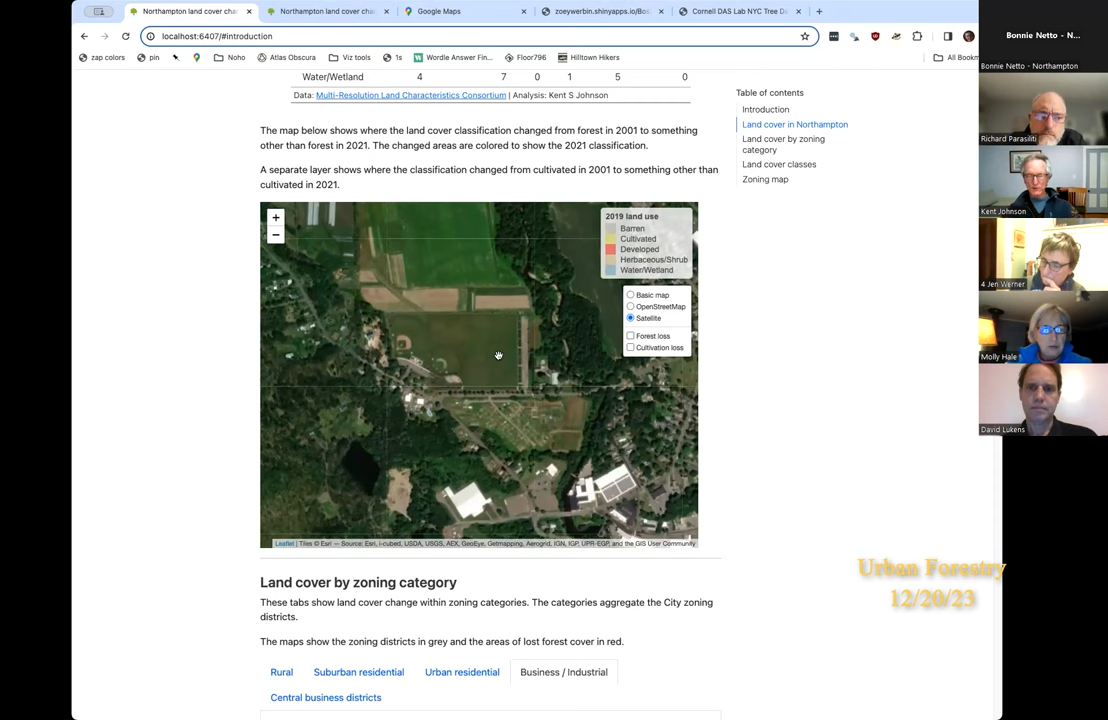 Northampton land cover cha
Northampton land cover cha
Google Maps
zoeywerbin.shinyapps.io/Bos
Cornell DAS Lab NYC Tree Da
localhost:6407/#introduction
zap colors
pin
Noho
Atlas Obscura
Viz tools
1s
Wordle Answer Fin...
Floor796
Hilltown Hikers
All Bookm
Water/Wetland 4 7 0 1 5 0
Data: Multi-Resolution Land Characteristics Consortium | Analysis: Kent S Johnson
The map below shows where the land cover classification changed from forest in 2001 to something
other than forest in 2021. The changed areas are colored to show the 2021 classification.
A separate layer shows where the classification changed from cultivated in 2001 to something other than
cultivated in 2021.
+
−
2019 land use
Barren
Cultivated
Developed
Herbaceous/Shrub
Water/Wetland
Basic map
OpenStreetMap
Satellite
Forest loss
Cultivation loss
Leaflet | Tiles © Esri — Source: Esri, i-cubed, USDA, USGS, AEX, GeoEye, Getmapping, Aerogrid, IGN, IGP, UPR-EGP, and the GIS User Community
Land cover by zoning category
These tabs show land cover change within zoning categories. The categories aggregate the City zoning
districts.
The maps show the zoning districts in grey and the areas of lost forest cover in red.
Rural
Suburban residential
Urban residential
Business / Industrial
Central business districts
Table of contents
Introduction
Land cover in Northampton
Land cover by zoning
category
Land cover classes
Zoning map
Bonnie Netto - N...
Bonnie Netto - Northampton
Richard Parasiliti
Kent Johnson
4 Jen Werner
Molly Hale
David Lukens
Urban Forestry
12/20/23